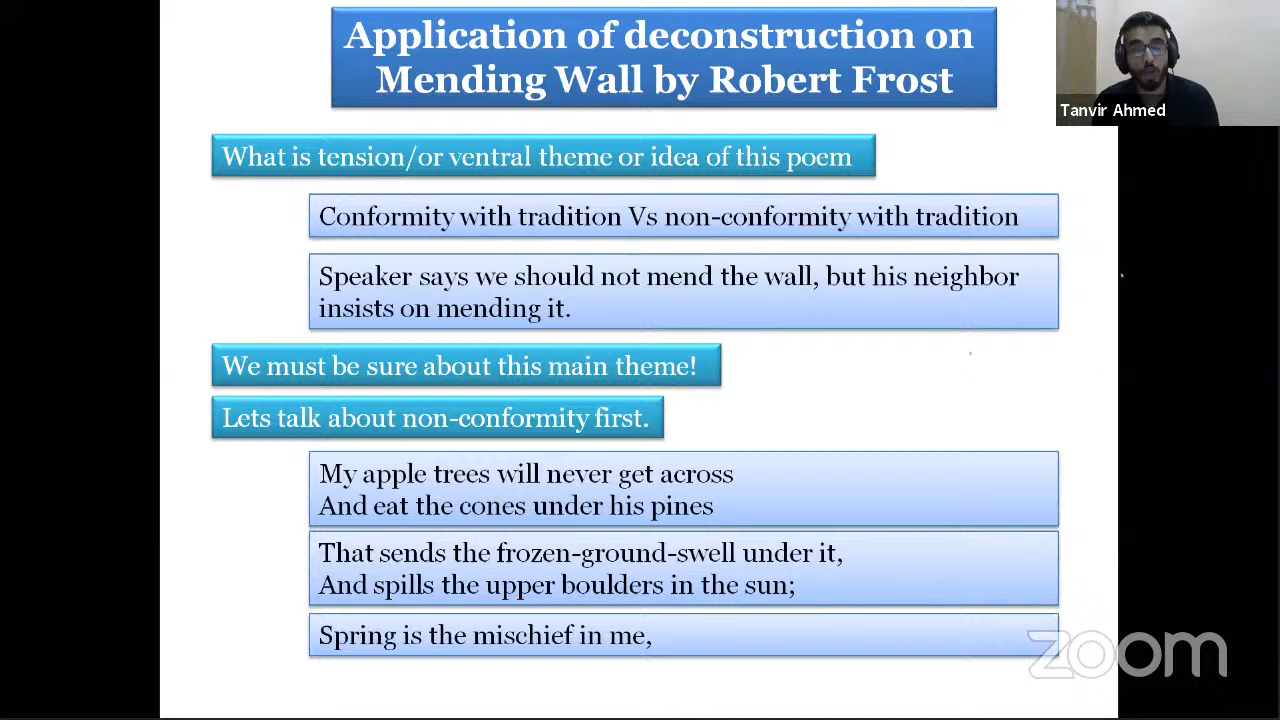 Application of deconstruction on
Mending Wall by Robert Frost
Tanvir Ahmed
What is tension/or ventral theme or idea of this poem
Conformity with tradition Vs non-conformity with tradition
Speaker says we should not mend the wall, but his neighbor
insists on mending it.
We must be sure about this main theme!
Lets talk about non-conformity first.
My apple trees will never get across
And eat the cones under his pines
That sends the frozen-ground-swell under it,
And spills the upper boulders in the sun;
Spring is the mischief in me,
zoom